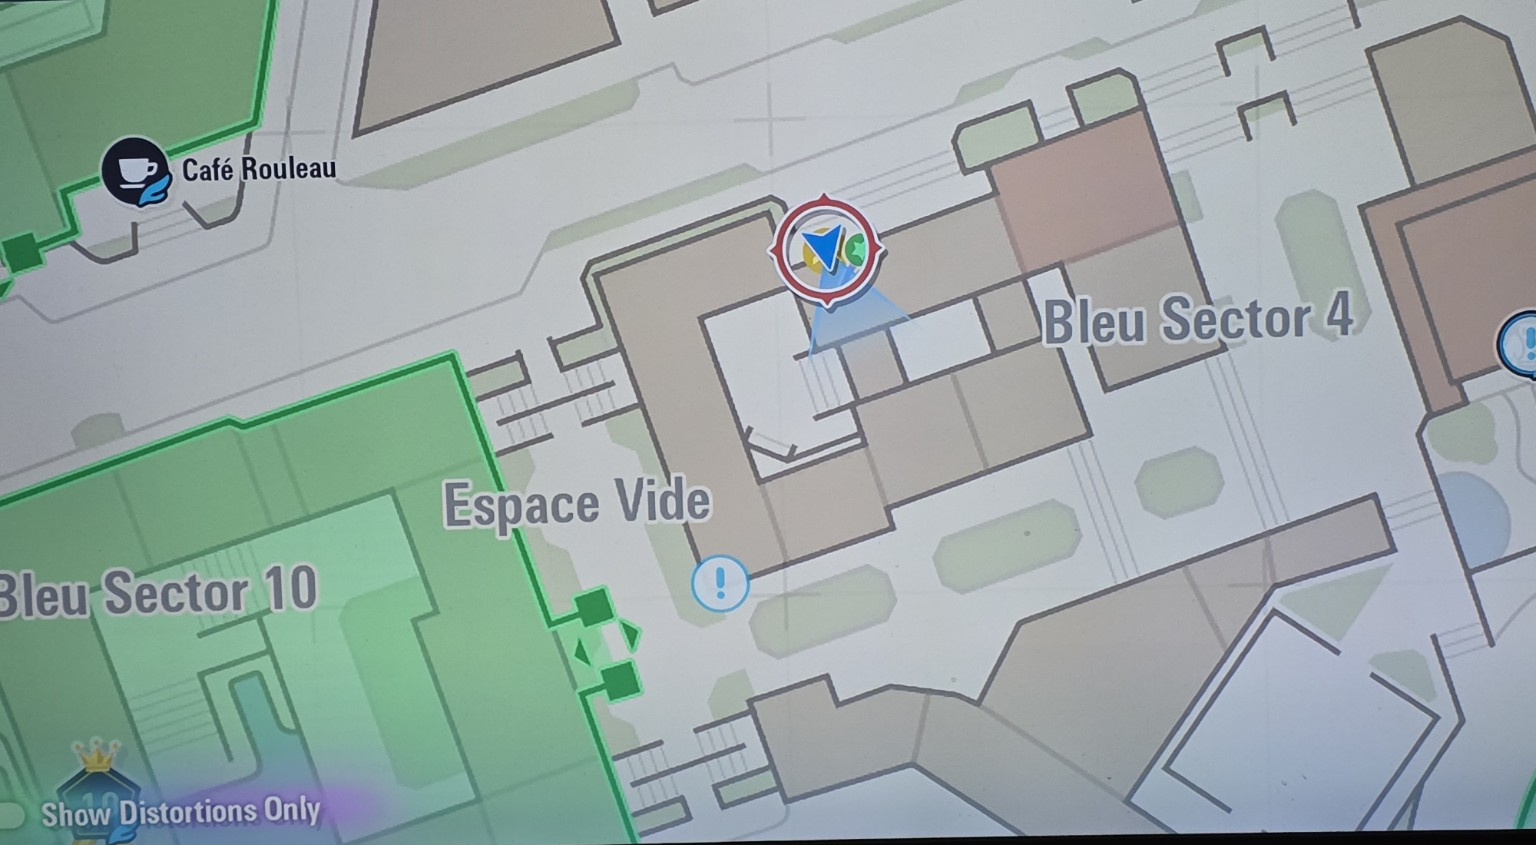 Café Rouleau
Bleu Sector 4
Espace Vide
Bleu Sector 10
Show Distortions Only